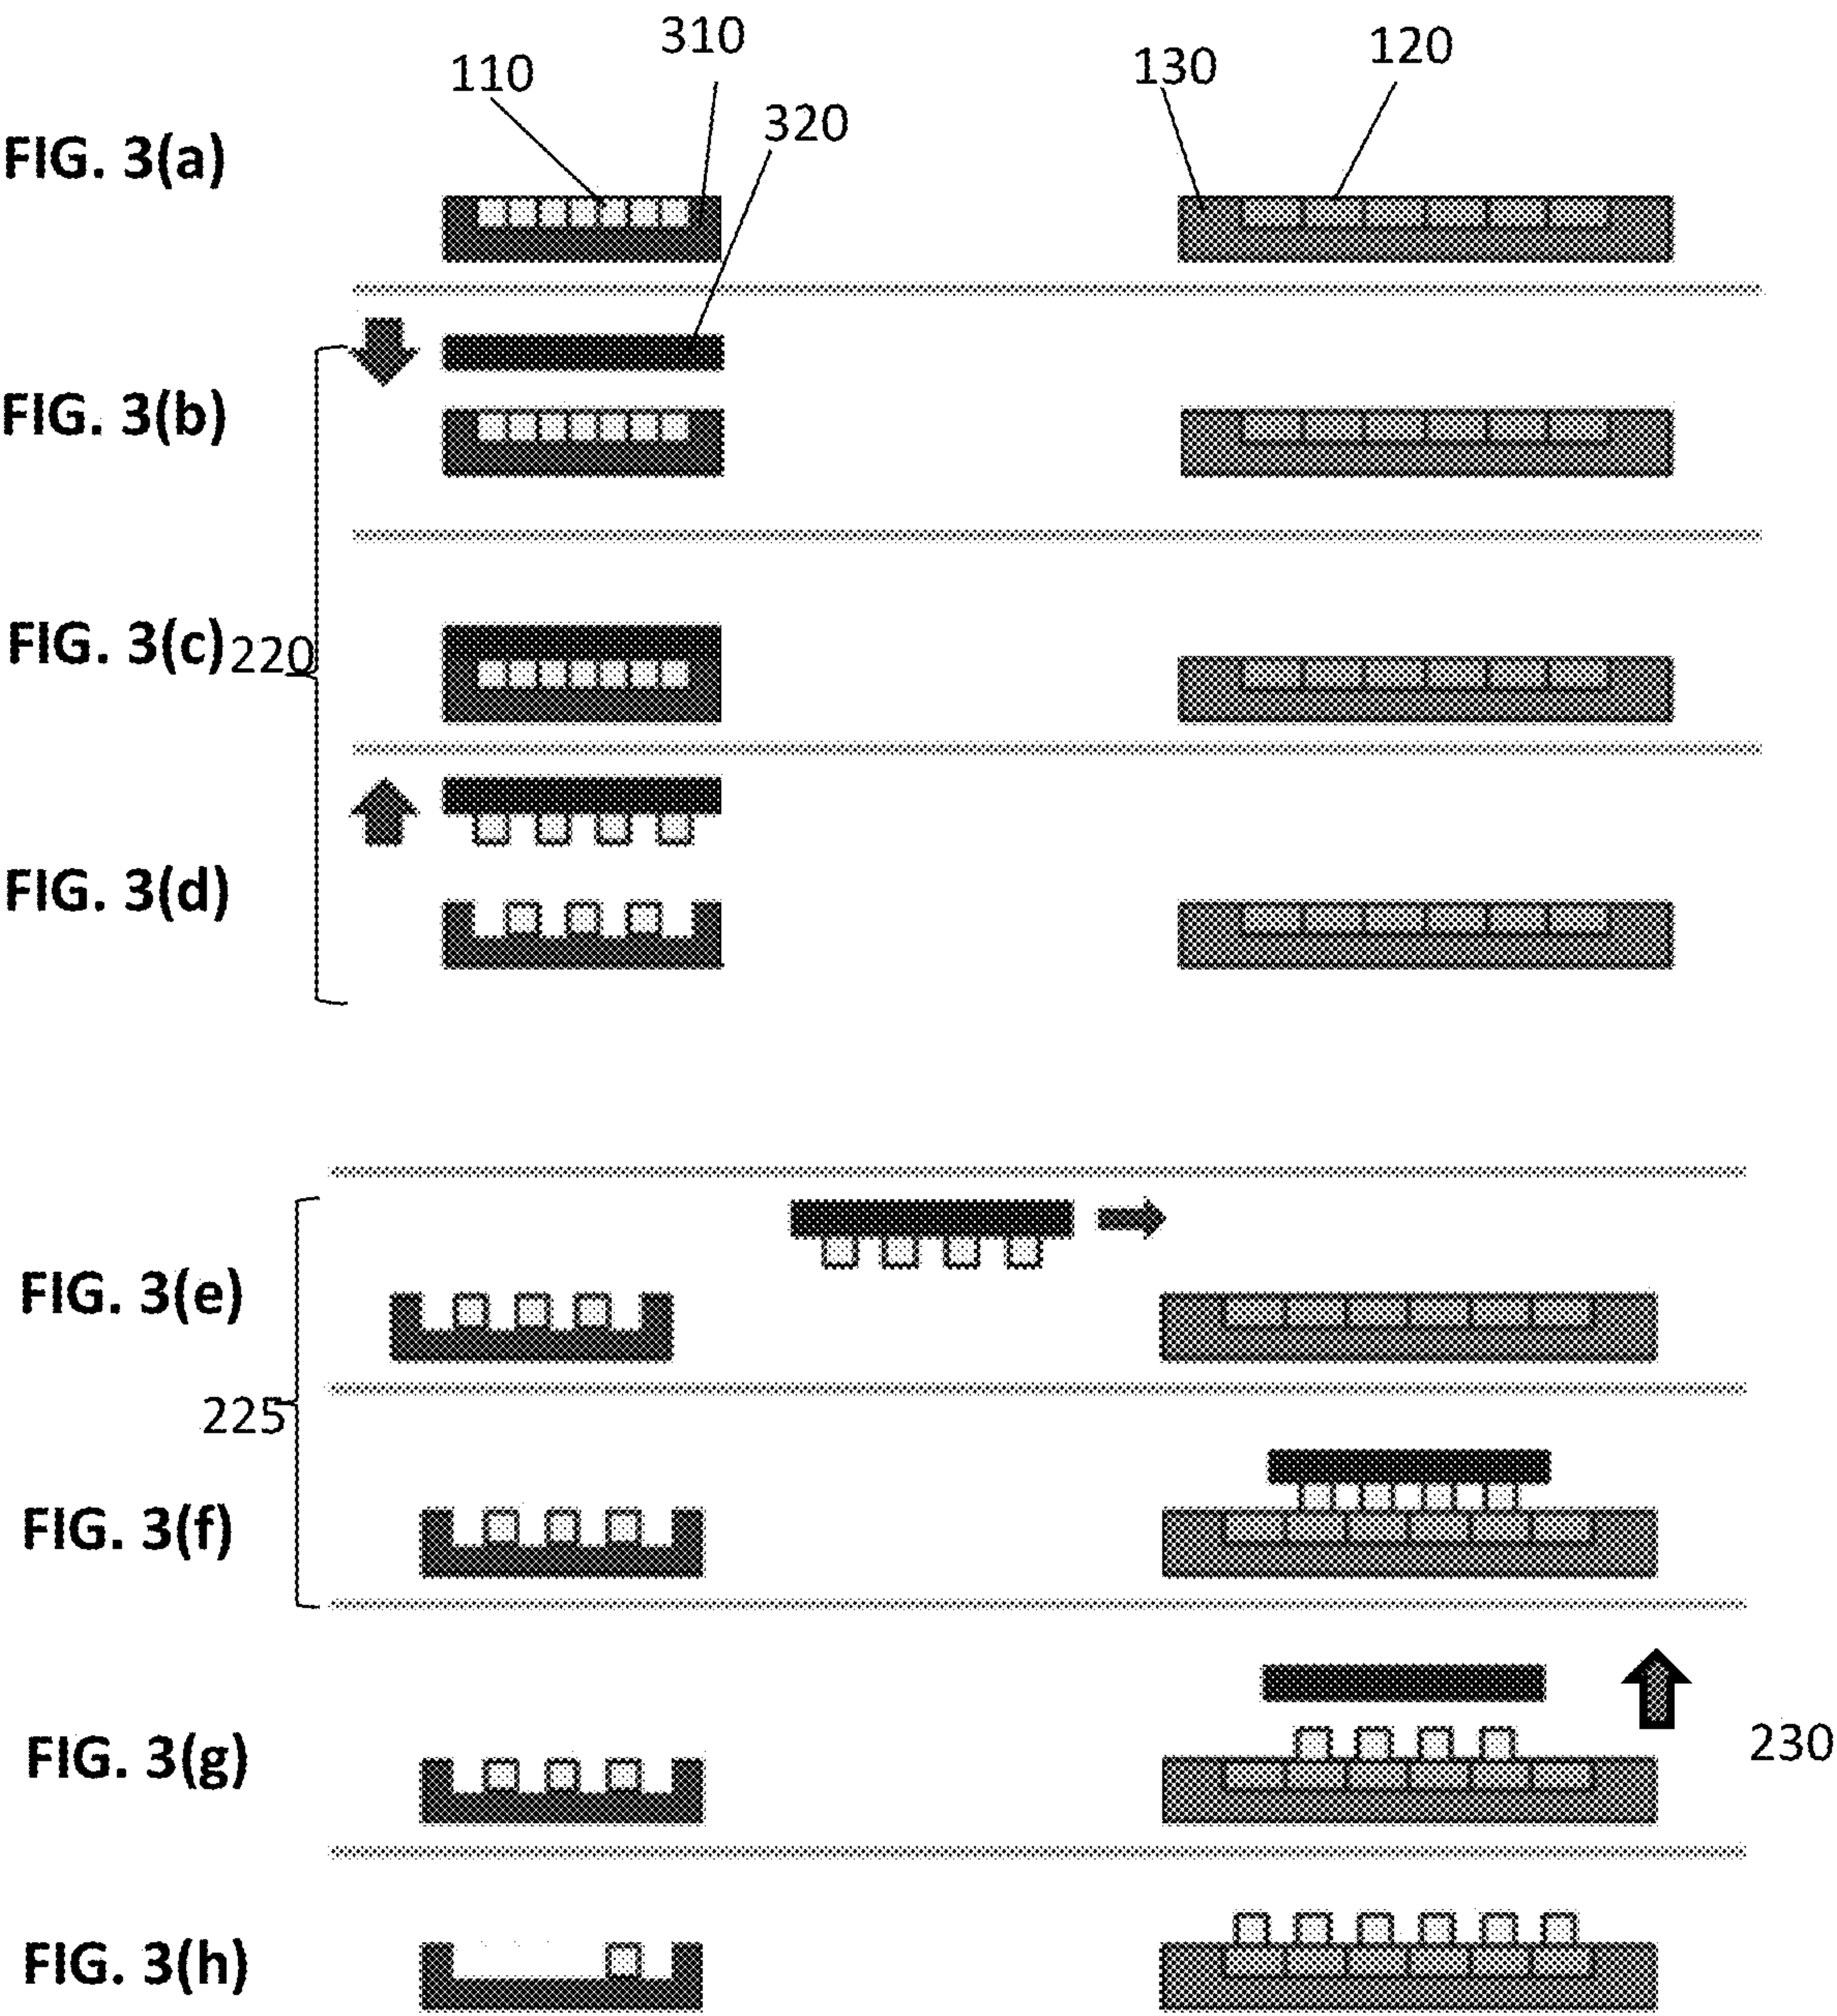 310
110
130
120
320
FIG. 3(a)
FIG. 3(b)
FIG. 3(c)
220
FIG. 3(d)
FIG. 3(e)
225
FIG. 3(f)
FIG. 3(g)
230
FIG. 3(h)